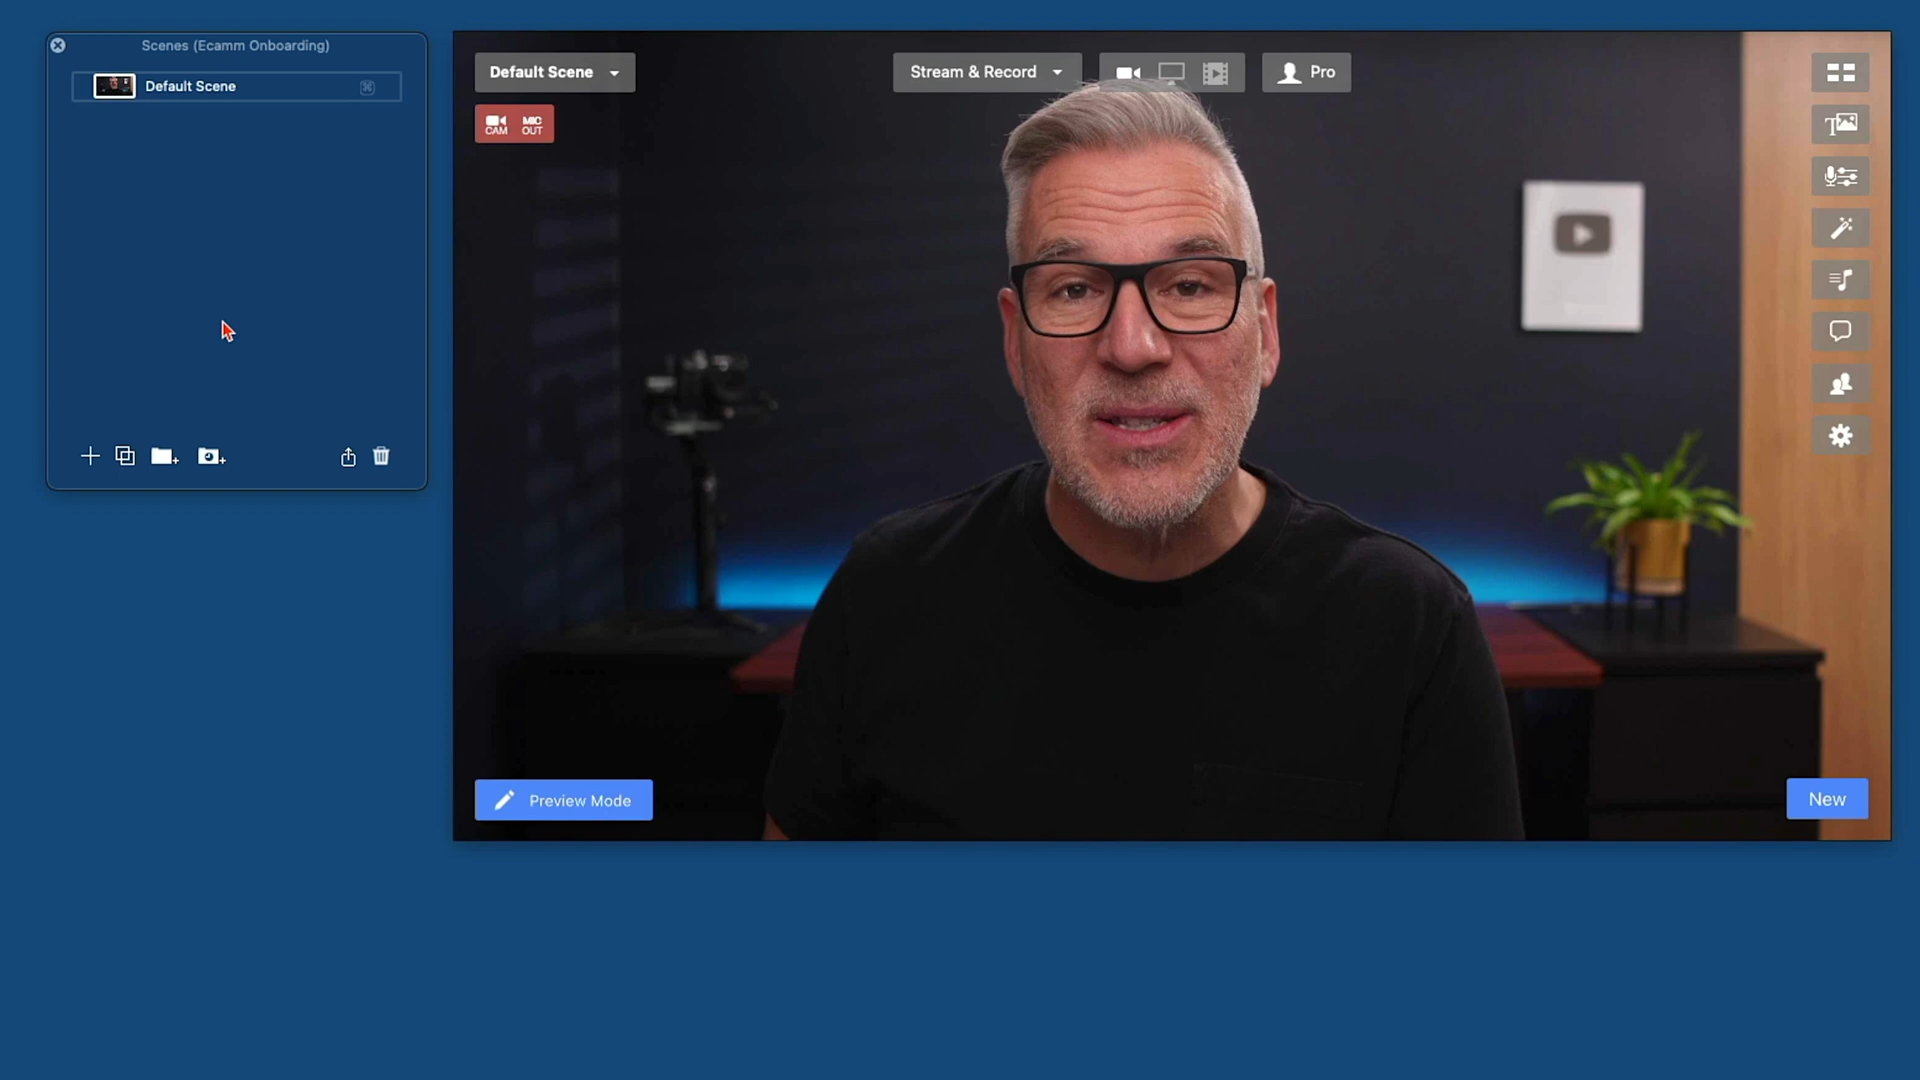 Scenes (Ecamm Onboarding)
Default Scene
Default Scene
Stream & Record
Pro
CAM
MIC
OUT
Preview Mode
New